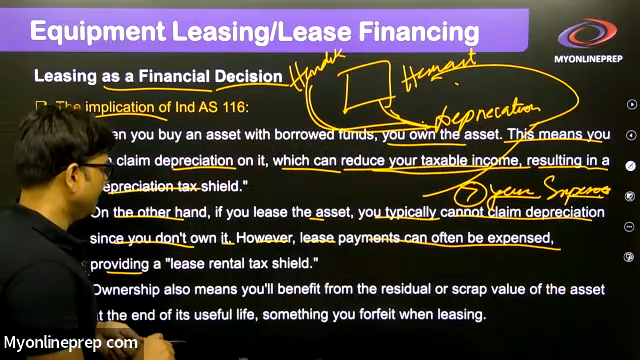 Equipment Leasing/Lease Financing
MYONLINEPREP
Leasing as a Financial Decision
Hardik
Hemant
The implication of Ind AS 116:
Depreciation
you buy an asset with borrowed funds, you own the asset. This means you
claim depreciation on it, which can reduce your taxable income, resulting in a
depreciation tax shield."
7 year
On the other hand, if you lease the asset, you typically cannot claim depreciation
since you don't own it. However, lease payments can often be expensed,
providing a "lease rental tax shield."
Ownership also means you'll benefit from the residual or scrap value of the asset
at the end of its useful life, something you forfeit when leasing.
Myonlineprep com